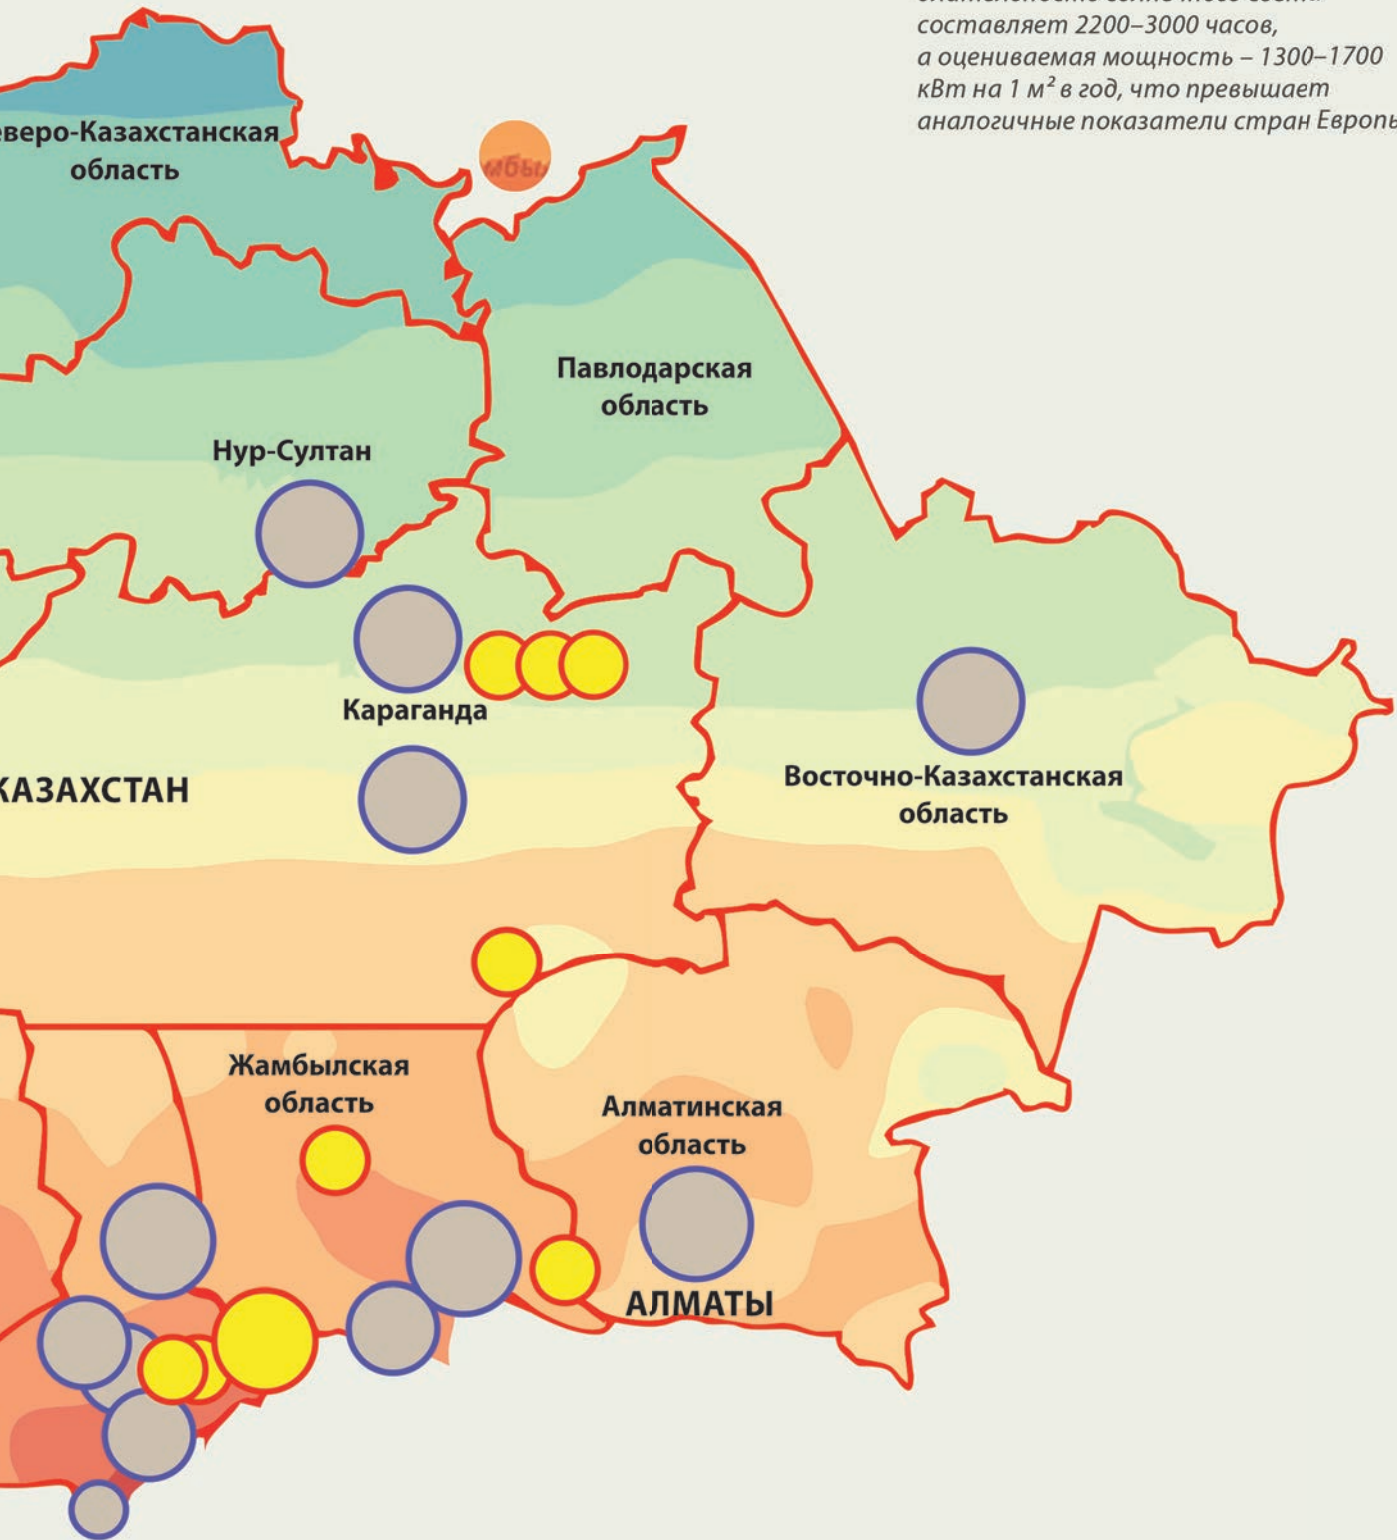 составляет 2200–3000 часов,
а оцениваемая мощность – 1300–1700
кВт на 1 м² в год, что превышает
аналогичные показатели стран Европы
еверо-Казахстанская
область
мбы
Павлодарская
область
Нур-Султан
Караганда
КАЗАХСТАН
Восточно-Казахстанская
область
Жамбылская
область
Алматинская
область
АЛМАТЫ